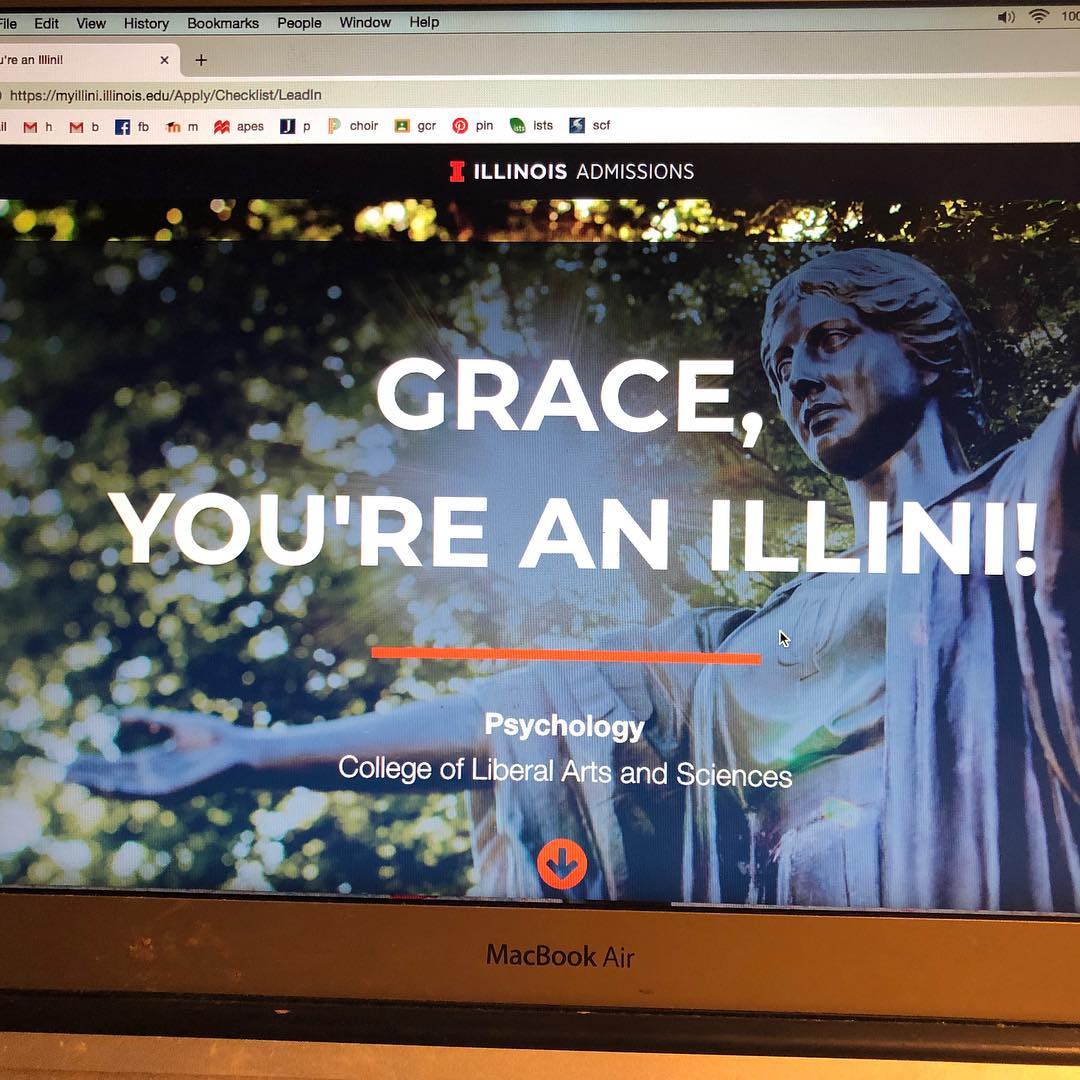 File Edit View History Bookmarks People Window Help
u're an Illini!
https://myillini.illinois.edu/Apply/Checklist/LeadIn
il h b fb m apes p choir gcr pin ists scf
ILLINOIS ADMISSIONS
GRACE,
YOU'RE AN ILLINI!
Psychology
College of Liberal Arts and Sciences
MacBook Air